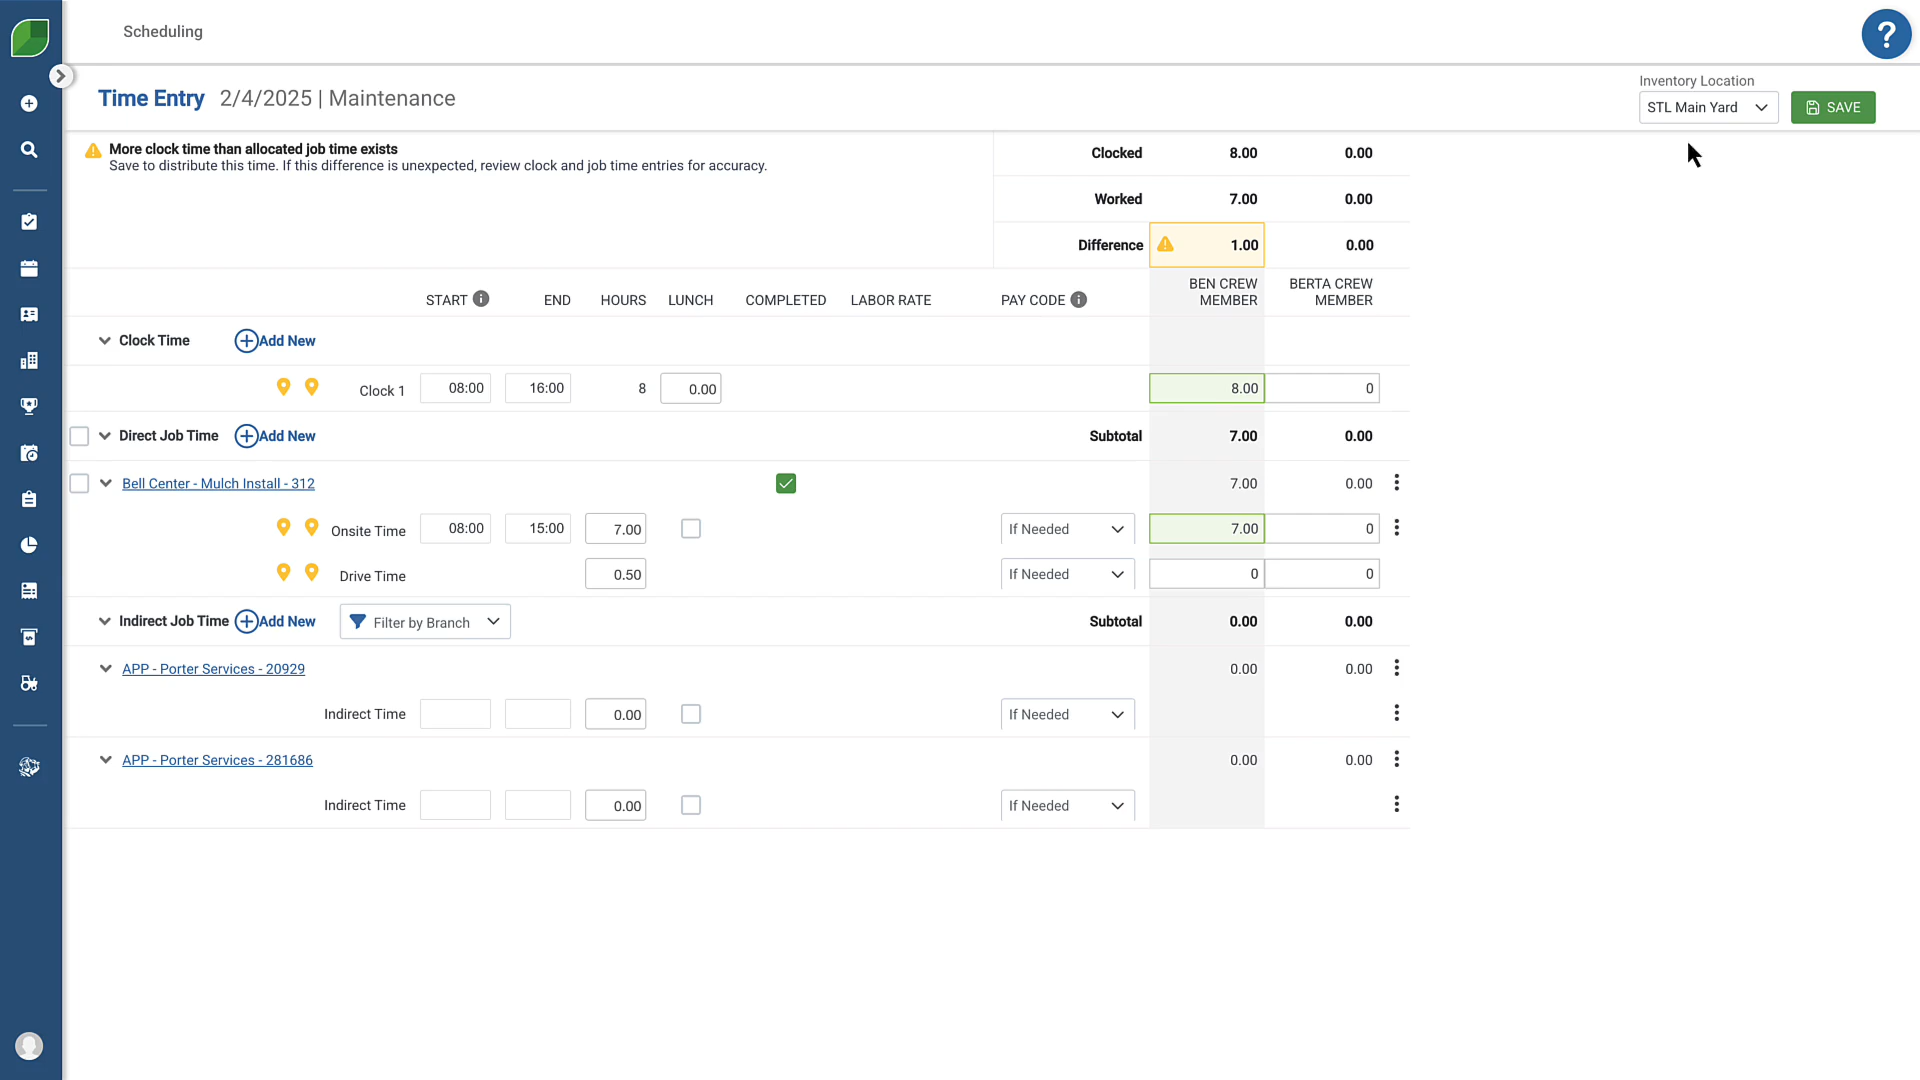 Scheduling
?
Time Entry 2/4/2025 | Maintenance
Inventory Location
STL Main Yard
SAVE
More clock time than allocated job time exists
Save to distribute this time. If this difference is unexpected, review clock and job time entries for accuracy.
Clocked 8.00 0.00
Worked 7.00 0.00
Difference 1.00 0.00
START END HOURS LUNCH COMPLETED LABOR RATE PAY CODE BEN CREW MEMBER BERTA CREW MEMBER
Clock Time Add New
Clock 1 08:00 16:00 8 0.00 8.00 0
Direct Job Time Add New Subtotal 7.00 0.00
Bell Center - Mulch Install - 312 7.00 0.00
Onsite Time 08:00 15:00 7.00 If Needed 7.00 0
Drive Time 0.50 If Needed 0 0
Indirect Job Time Add New Filter by Branch Subtotal 0.00 0.00
APP - Porter Services - 20929 0.00 0.00
Indirect Time 0.00 If Needed
APP - Porter Services - 281686 0.00 0.00
Indirect Time 0.00 If Needed